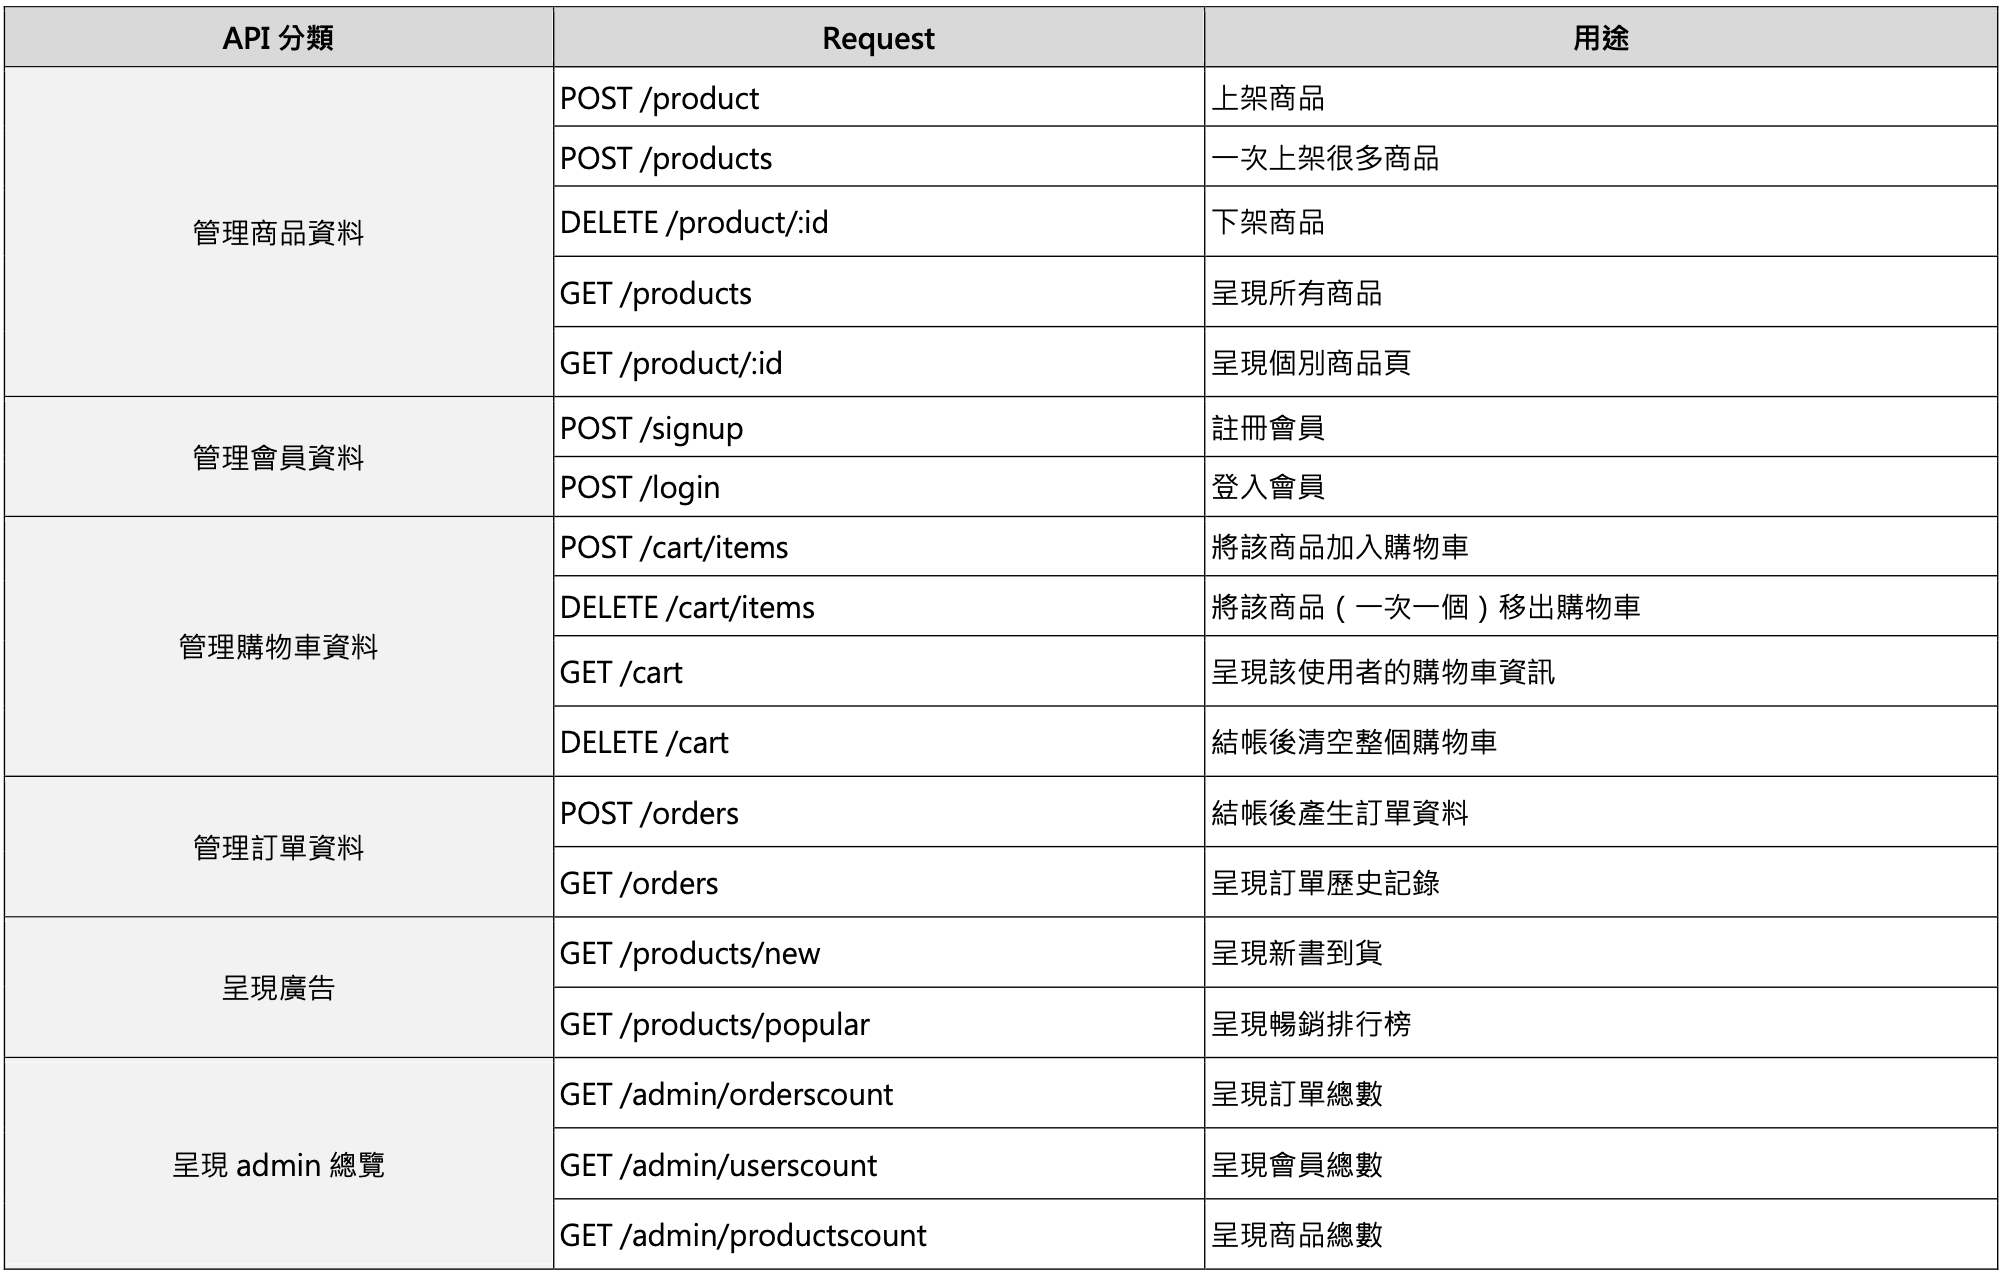 API 分類 Request 用途
管理商品資料
POST /product 上架商品
POST /products 一次上架很多商品
DELETE /product/:id 下架商品
GET /products 呈現所有商品
GET /product/:id 呈現個別商品頁
管理會員資料
POST /signup 註冊會員
POST /login 登入會員
管理購物車資料
POST /cart/items 將該商品加入購物車
DELETE /cart/items 將該商品（一次一個）移出購物車
GET /cart 呈現該使用者的購物車資訊
DELETE /cart 結帳後清空整個購物車
管理訂單資料
POST /orders 結帳後產生訂單資料
GET /orders 呈現訂單歷史記錄
呈現廣告
GET /products/new 呈現新書到貨
GET /products/popular 呈現暢銷排行榜
呈現 admin 總覽
GET /admin/orderscount 呈現訂單總數
GET /admin/userscount 呈現會員總數
GET /admin/productscount 呈現商品總數